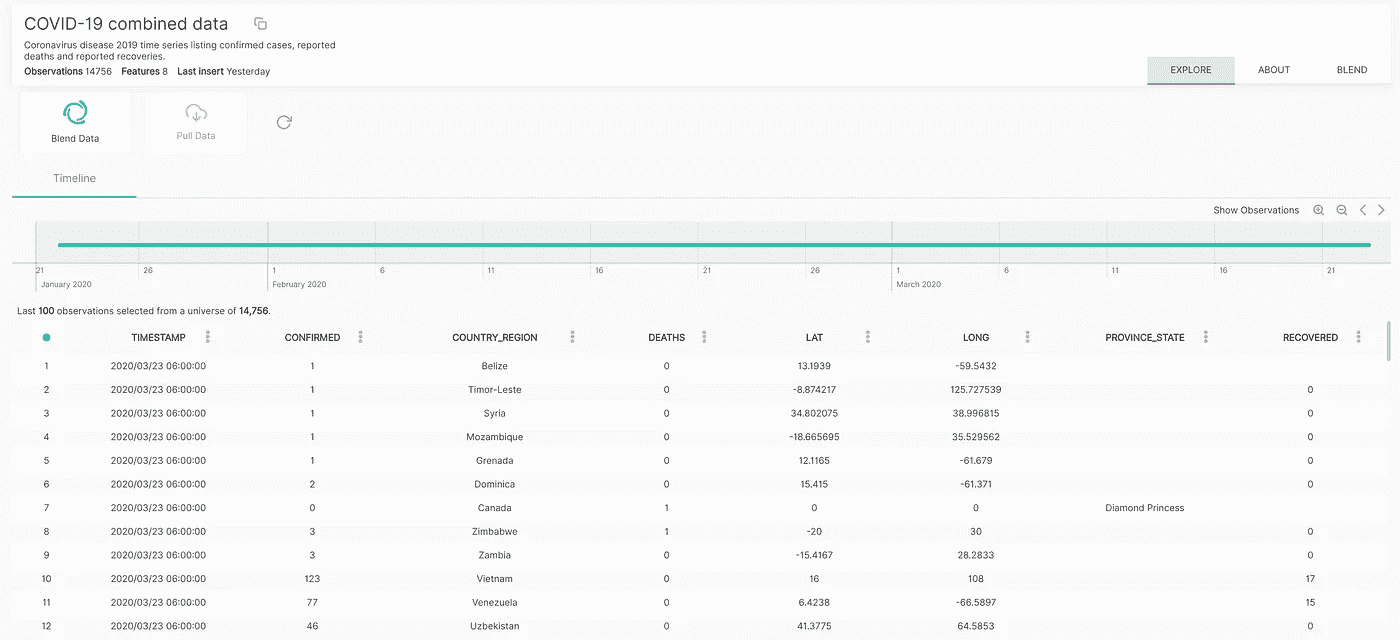 COVID-19 combined data
Coronavirus disease 2019 time series listing confirmed cases, reported
deaths and reported recoveries.
Observations 14756 Features 8 Last insert Yesterday
EXPLORE ABOUT BLEND
Blend Data Pull Data
Timeline
Show Observations
21 26 1 6 11 16 21 26 1 6 11 16 21
January 2020 February 2020 March 2020
Last 100 observations selected from a universe of 14,756.
TIMESTAMP CONFIRMED COUNTRY_REGION DEATHS LAT LONG PROVINCE_STATE RECOVERED
1 2020/03/23 06:00:00 1 Belize 0 13.1939 -59.5432
2 2020/03/23 06:00:00 1 Timor-Leste 0 -8.874217 125.727539 0
3 2020/03/23 06:00:00 1 Syria 0 34.802075 38.996815 0
4 2020/03/23 06:00:00 1 Mozambique 0 -18.665695 35.529562 0
5 2020/03/23 06:00:00 1 Grenada 0 12.1165 -61.679 0
6 2020/03/23 06:00:00 2 Dominica 0 15.415 -61.371 0
7 2020/03/23 06:00:00 0 Canada 1 0 0 Diamond Princess
8 2020/03/23 06:00:00 3 Zimbabwe 1 -20 30 0
9 2020/03/23 06:00:00 3 Zambia 0 -15.4167 28.2833 0
10 2020/03/23 06:00:00 123 Vietnam 0 16 108 17
11 2020/03/23 06:00:00 77 Venezuela 0 6.4238 -66.5897 15
12 2020/03/23 06:00:00 46 Uzbekistan 0 41.3775 64.5853 0